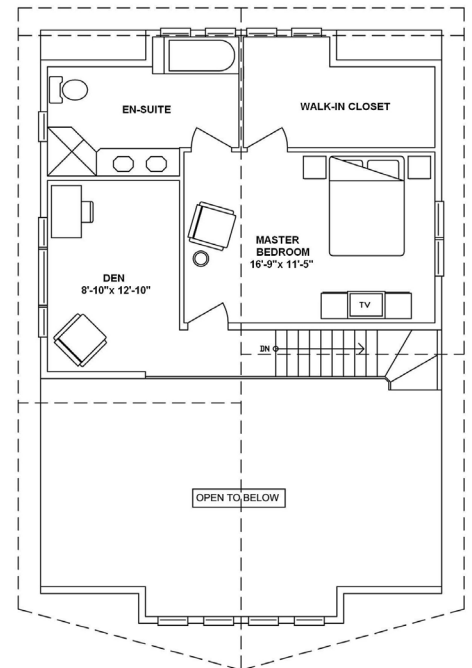 EN-SUITE
WALK-IN CLOSET
MASTER
BEDROOM
16'-9"x 11'-5"
DEN
8'-10"x 12'-10"
TV
DN
OPEN TO BELOW